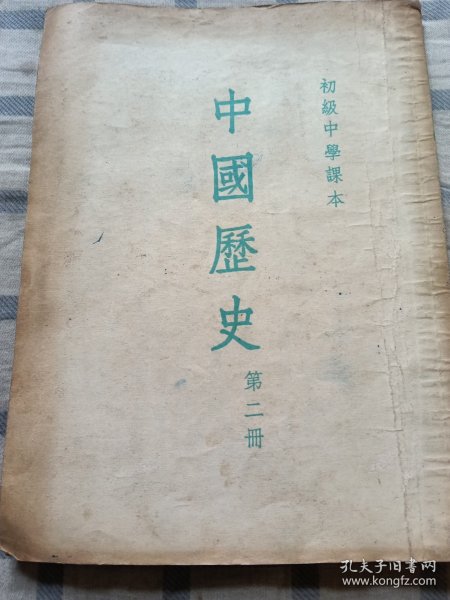 初級中學課本
中國歷史
第二冊
孔夫子旧书网
www.kongfz.com